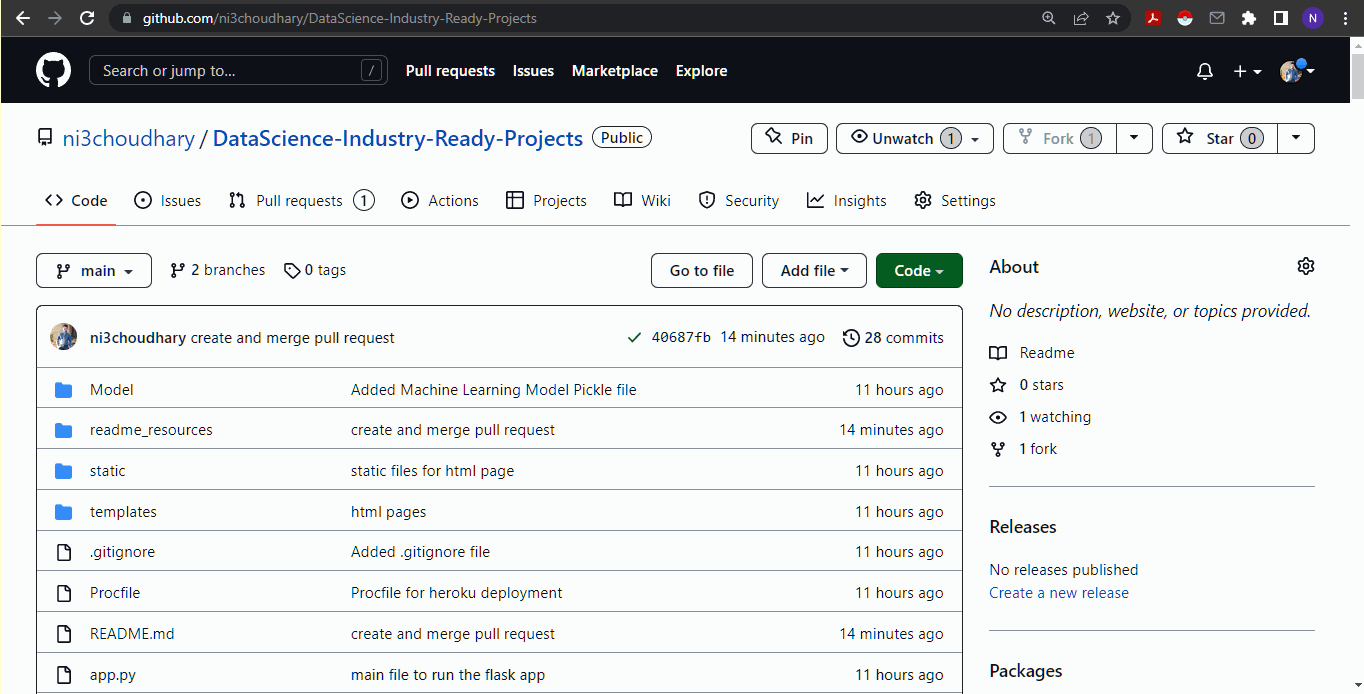 github.com/ni3choudhary/DataScience-Industry-Ready-Projects N
Search or jump to... / Pull requests Issues Marketplace Explore
ni3choudhary / DataScience-Industry-Ready-Projects Public Pin Unwatch 1 Fork 1 Star 0
Code Issues Pull requests 1 Actions Projects Wiki Security Insights Settings
main 2 branches 0 tags Go to file Add file Code
ni3choudhary create and merge pull request 40687fb 14 minutes ago 28 commits
Model Added Machine Learning Model Pickle file 11 hours ago
readme_resources create and merge pull request 14 minutes ago
static static files for html page 11 hours ago
templates html pages 11 hours ago
.gitignore Added .gitignore file 11 hours ago
Procfile Procfile for heroku deployment 11 hours ago
README.md create and merge pull request 14 minutes ago
app.py main file to run the flask app 11 hours ago
About
No description, website, or topics provided.
Readme
0 stars
1 watching
1 fork
Releases
No releases published
Create a new release
Packages